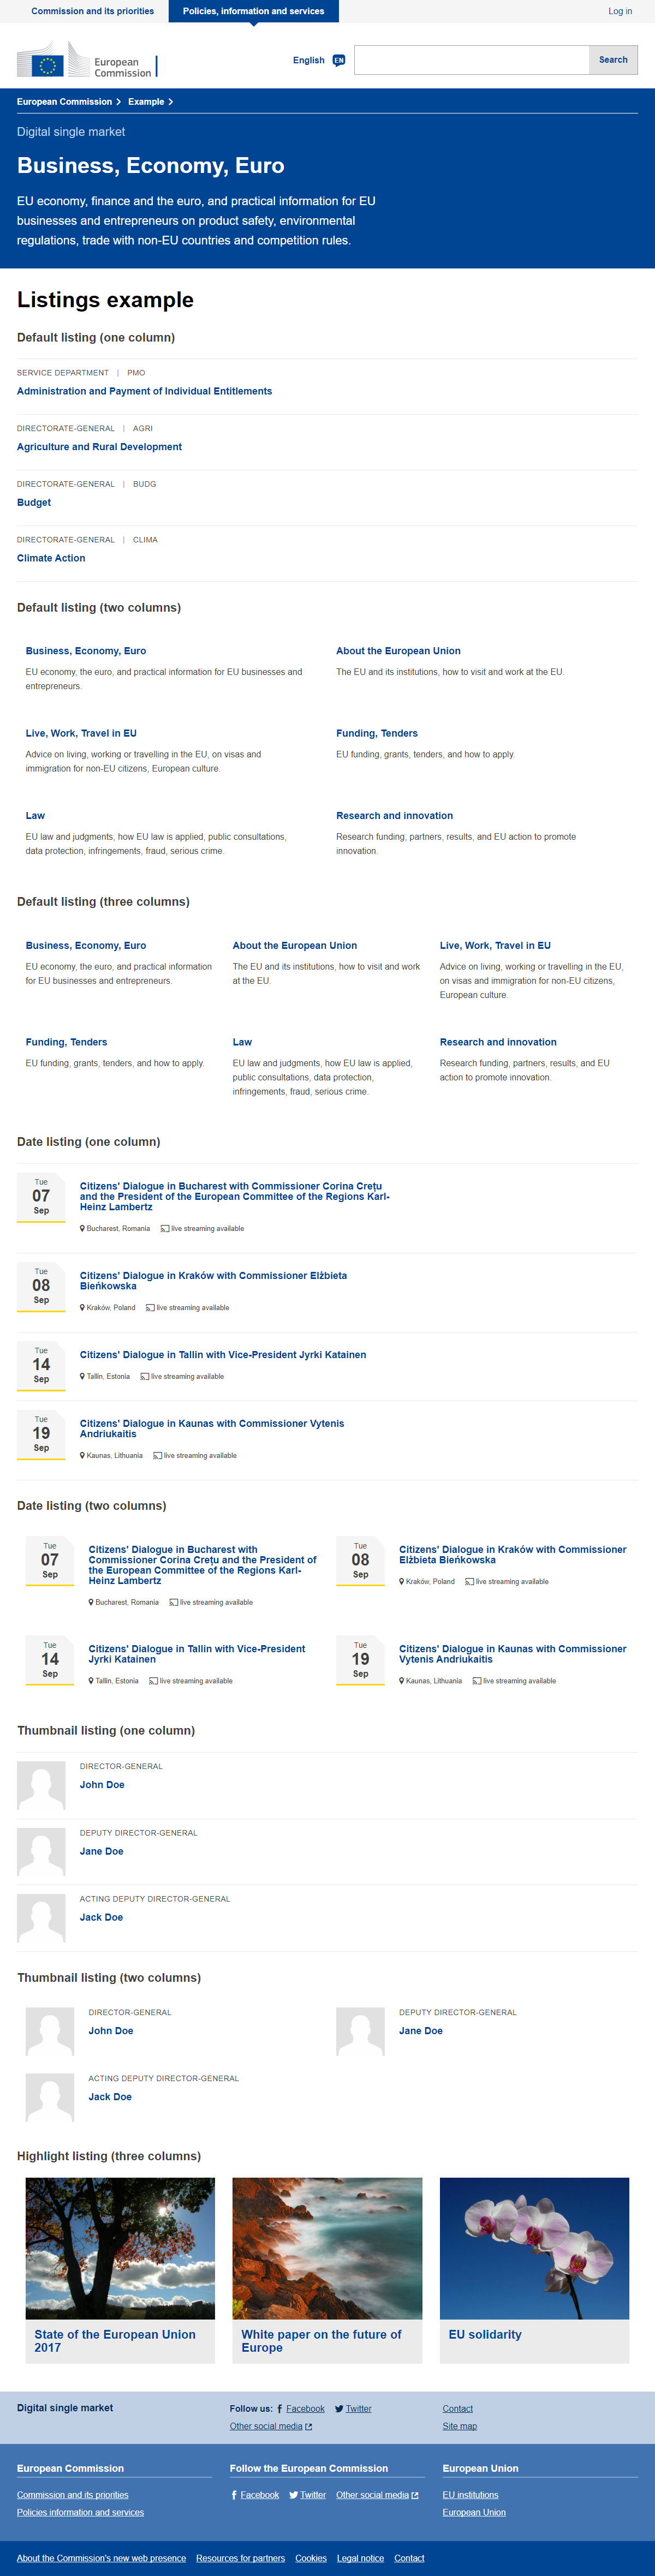 Commission and its priorities
Policies, information and services
Log in
European
Commission
English
EN
Search
European Commission
Example
Digital single market
Business, Economy, Euro
EU economy, finance and the euro, and practical information for EU
businesses and entrepreneurs on product safety, environmental
regulations, trade with non-EU countries and competition rules.
Listings example
Default listing (one column)
SERVICE DEPARTMENT | PMO
Administration and Payment of Individual Entitlements
DIRECTORATE-GENERAL | AGRI
Agriculture and Rural Development
DIRECTORATE-GENERAL | BUDG
Budget
DIRECTORATE-GENERAL | CLIMA
Climate Action
Default listing (two columns)
Business, Economy, Euro
EU economy, the euro, and practical information for EU businesses and
entrepreneurs.
About the European Union
The EU and its institutions, how to visit and work at the EU.
Live, Work, Travel in EU
Advice on living, working or travelling in the EU, on visas and
immigration for non-EU citizens, European culture.
Funding, Tenders
EU funding, grants, tenders, and how to apply.
Law
EU law and judgments, how EU law is applied, public consultations,
data protection, infringements, fraud, serious crime.
Research and innovation
Research funding, partners, results, and EU action to promote
innovation.
Default listing (three columns)
Business, Economy, Euro
EU economy, the euro, and practical information
for EU businesses and entrepreneurs.
About the European Union
The EU and its institutions, how to visit and work
at the EU.
Live, Work, Travel in EU
Advice on living, working or travelling in the EU,
on visas and immigration for non-EU citizens,
European culture.
Funding, Tenders
EU funding, grants, tenders, and how to apply.
Law
EU law and judgments, how EU law is applied,
public consultations, data protection,
infringements, fraud, serious crime.
Research and innovation
Research funding, partners, results, and EU
action to promote innovation.
Date listing (one column)
Tue
07
Sep
Citizens' Dialogue in Bucharest with Commissioner Corina Crețu
and the President of the European Committee of the Regions Karl-
Heinz Lambertz
Bucharest, Romania live streaming available
Tue
08
Sep
Citizens' Dialogue in Kraków with Commissioner Elżbieta
Bieńkowska
Kraków, Poland live streaming available
Tue
14
Sep
Citizens' Dialogue in Tallin with Vice-President Jyrki Katainen
Tallin, Estonia live streaming available
Tue
19
Sep
Citizens' Dialogue in Kaunas with Commissioner Vytenis
Andriukaitis
Kaunas, Lithuania live streaming available
Date listing (two columns)
Tue
07
Sep
Citizens' Dialogue in Bucharest with
Commissioner Corina Crețu and the President of
the European Committee of the Regions Karl-
Heinz Lambertz
Bucharest, Romania live streaming available
Tue
08
Sep
Citizens' Dialogue in Kraków with Commissioner
Elżbieta Bieńkowska
Kraków, Poland live streaming available
Tue
14
Sep
Citizens' Dialogue in Tallin with Vice-President
Jyrki Katainen
Tallin, Estonia live streaming available
Tue
19
Sep
Citizens' Dialogue in Kaunas with Commissioner
Vytenis Andriukaitis
Kaunas, Lithuania live streaming available
Thumbnail listing (one column)
DIRECTOR-GENERAL
John Doe
DEPUTY DIRECTOR-GENERAL
Jane Doe
ACTING DEPUTY DIRECTOR-GENERAL
Jack Doe
Thumbnail listing (two columns)
DIRECTOR-GENERAL
John Doe
DEPUTY DIRECTOR-GENERAL
Jane Doe
ACTING DEPUTY DIRECTOR-GENERAL
Jack Doe
Highlight listing (three columns)
State of the European Union
2017
White paper on the future of
Europe
EU solidarity
Digital single market
Follow us: Facebook Twitter
Other social media
Contact
Site map
European Commission
Commission and its priorities
Policies information and services
Follow the European Commission
Facebook Twitter Other social media
European Union
EU institutions
European Union
About the Commission's new web presence Resources for partners Cookies Legal notice Contact